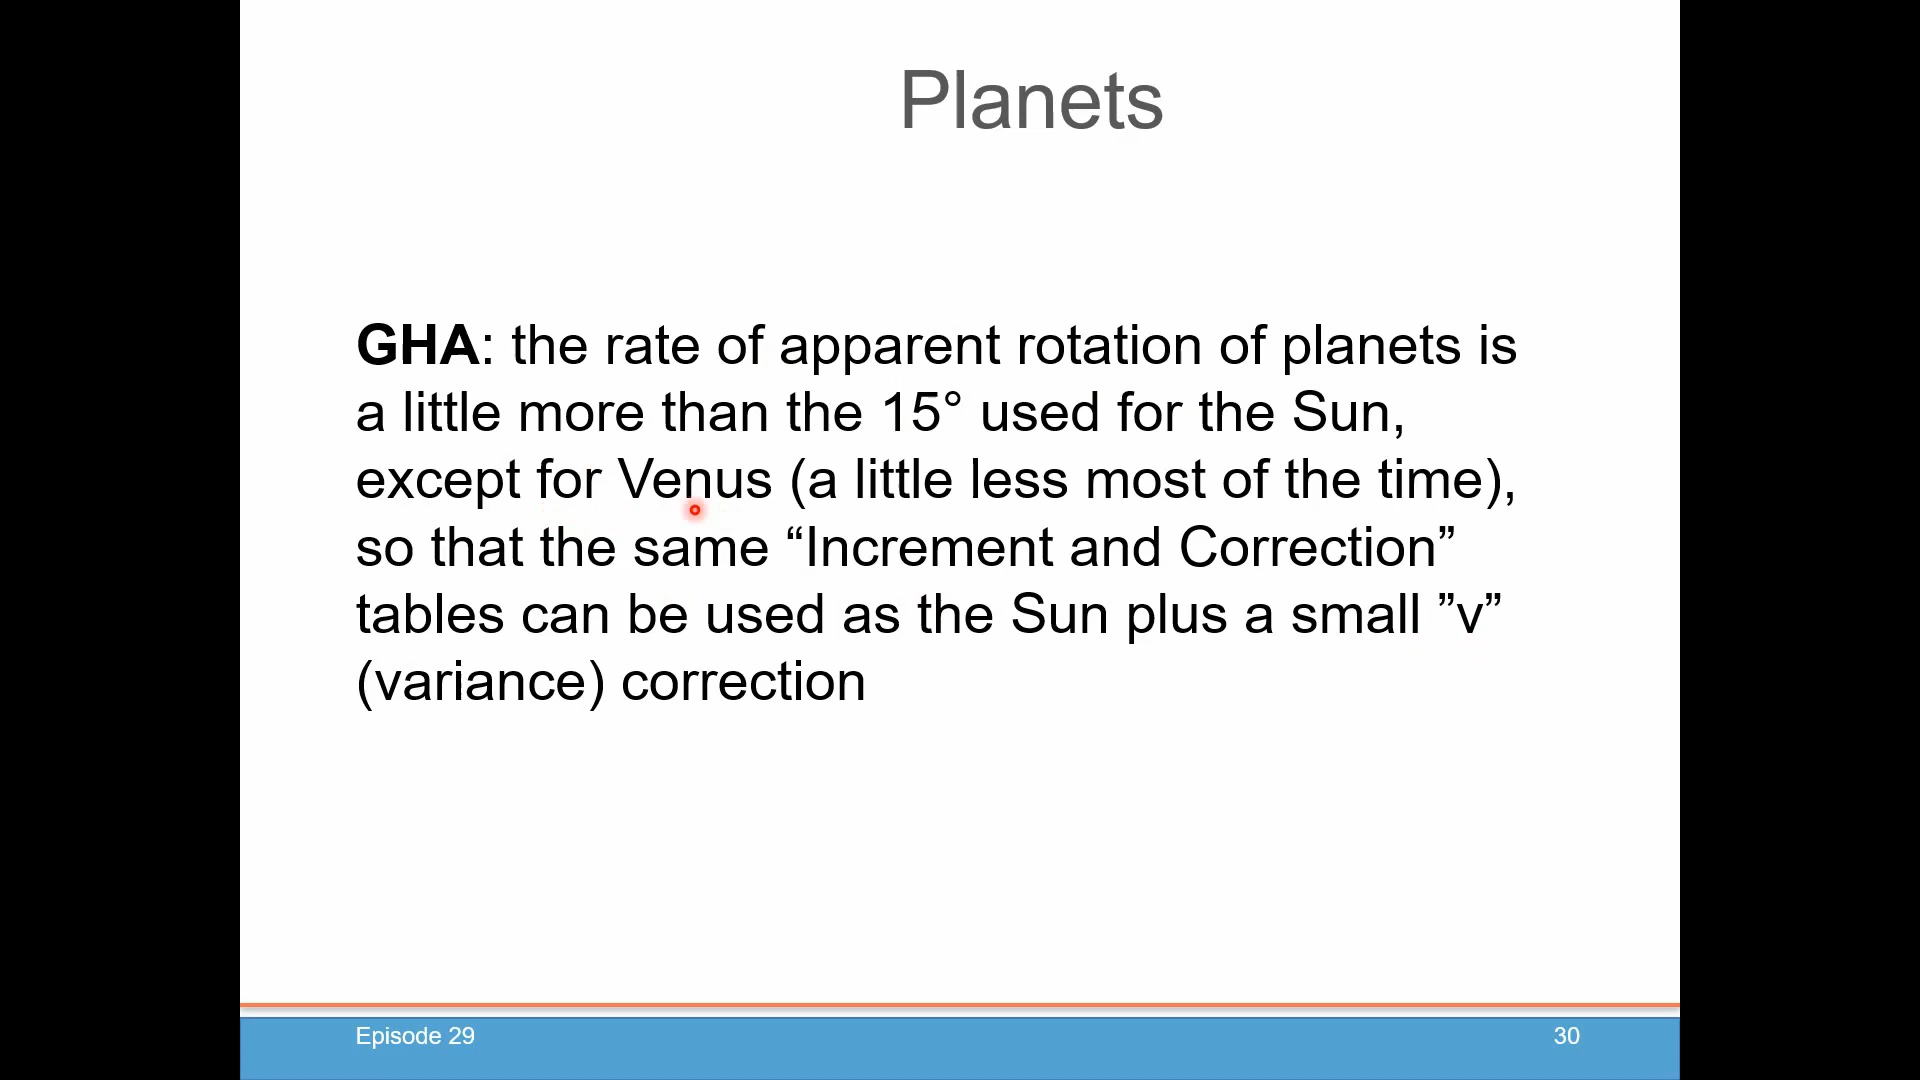 Planets
GHA: the rate of apparent rotation of planets is
a little more than the 15° used for the Sun,
except for Venus (a little less most of the time),
so that the same “Increment and Correction”
tables can be used as the Sun plus a small ”v”
(variance) correction
Episode 29
30